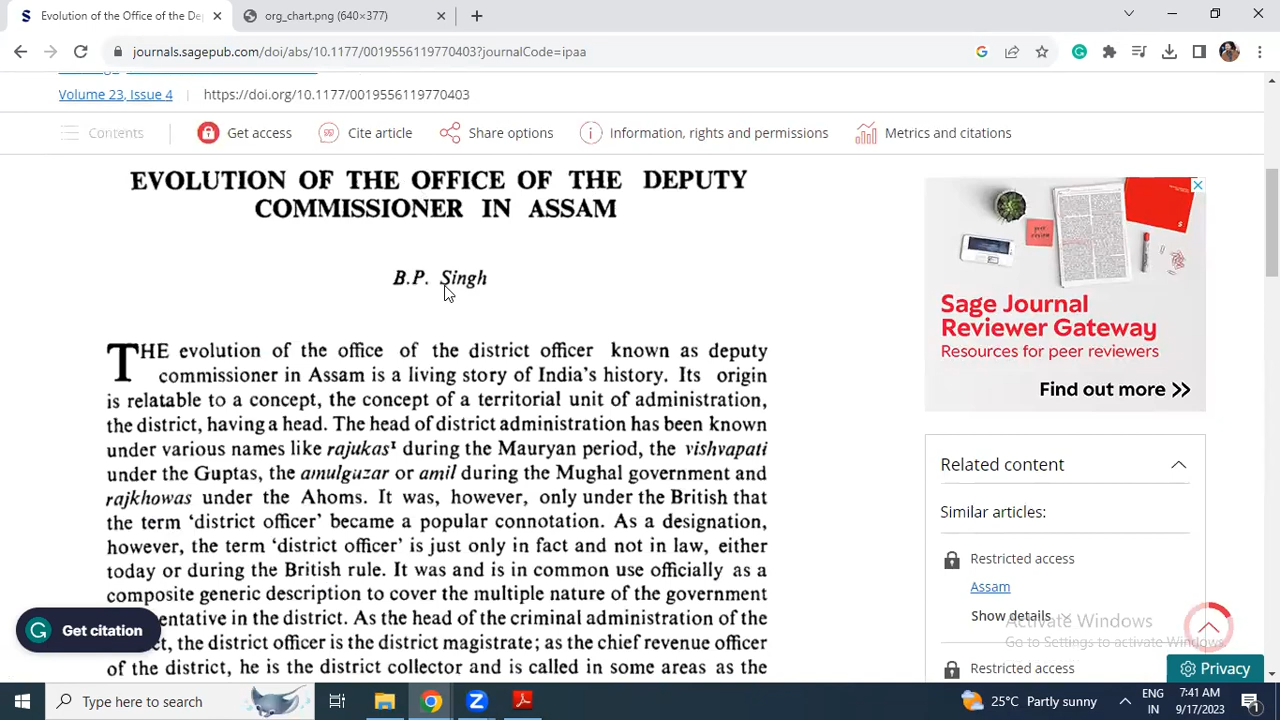 Evolution of the Office of the De
org_chart.png (640×377)
journals.sagepub.com/doi/abs/10.1177/0019556119770403?journalCode=ipaa
Volume 23, Issue 4
https://doi.org/10.1177/0019556119770403
Contents
Get access
Cite article
Share options
Information, rights and permissions
Metrics and citations
EVOLUTION OF THE OFFICE OF THE DEPUTY
COMMISSIONER IN ASSAM
B.P. Singh
THE evolution of the office of the district officer known as deputy
commissioner in Assam is a living story of India's history. Its origin
is relatable to a concept, the concept of a territorial unit of administration,
the district, having a head. The head of district administration has been known
under various names like rajukas¹ during the Mauryan period, the vishvapati
under the Guptas, the amulguzar or amil during the Mughal government and
rajkhowas under the Ahoms. It was, however, only under the British that
the term 'district officer' became a popular connotation. As a designation,
however, the term 'district officer' is just only in fact and not in law, either
today or during the British rule. It was and is in common use officially as a
composite generic description to cover the multiple nature of the government
entative in the district. As the head of the criminal administration of the
et, the district officer is the district magistrate; as the chief revenue officer
of the district, he is the district collector and is called in some areas as the
Get citation
peer review
Sage Journal
Reviewer Gateway
Resources for peer reviewers
Find out more >>
Related content
Similar articles:
Restricted access
Assam
Show details
Restricted access
Activate Windows
Go to Settings to activate Windows.
Privacy
Type here to search
25°C Partly sunny
ENG
IN
7:41 AM
9/17/2023
1